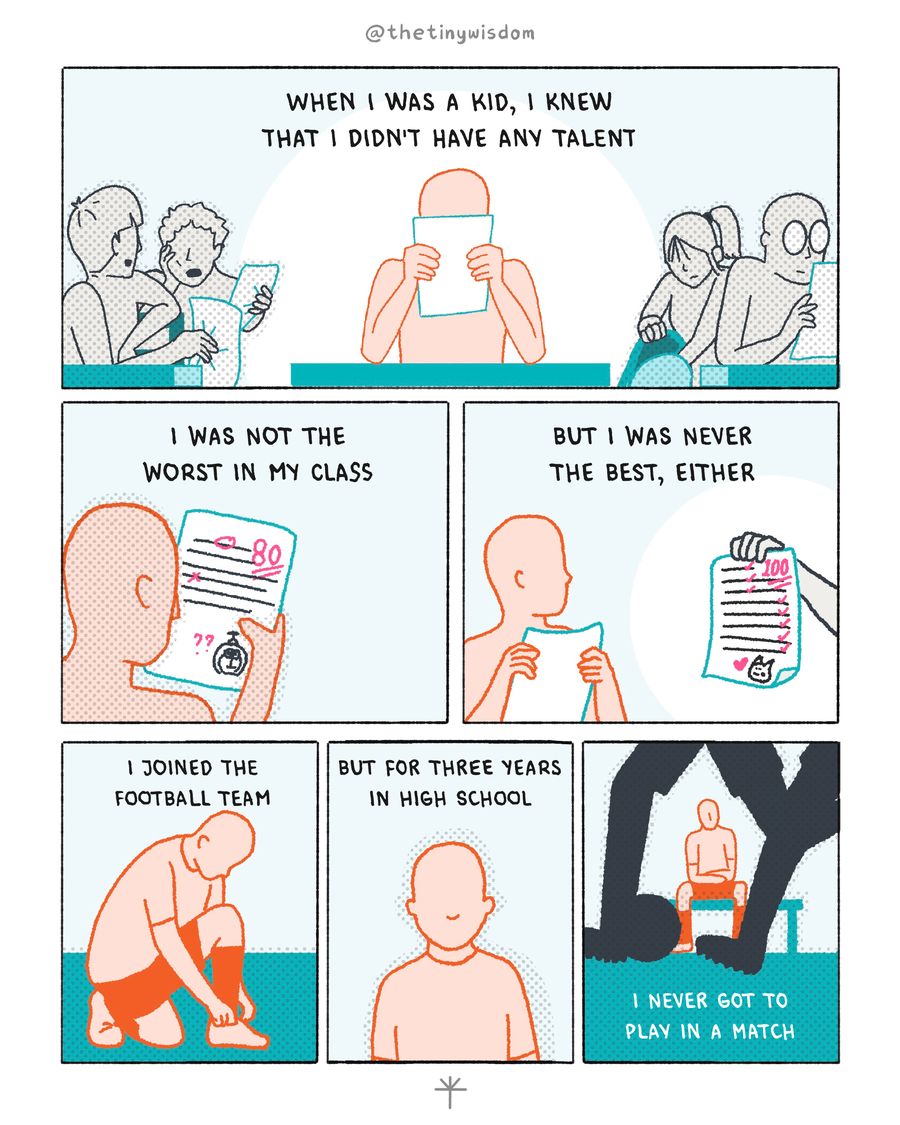 @thetinywisdom
WHEN I WAS A KID, I KNEW
THAT I DIDN'T HAVE ANY TALENT
I WAS NOT THE
WORST IN MY CLASS
80
??
BUT I WAS NEVER
THE BEST, EITHER
100
I JOINED THE
FOOTBALL TEAM
BUT FOR THREE YEARS
IN HIGH SCHOOL
I NEVER GOT TO
PLAY IN A MATCH